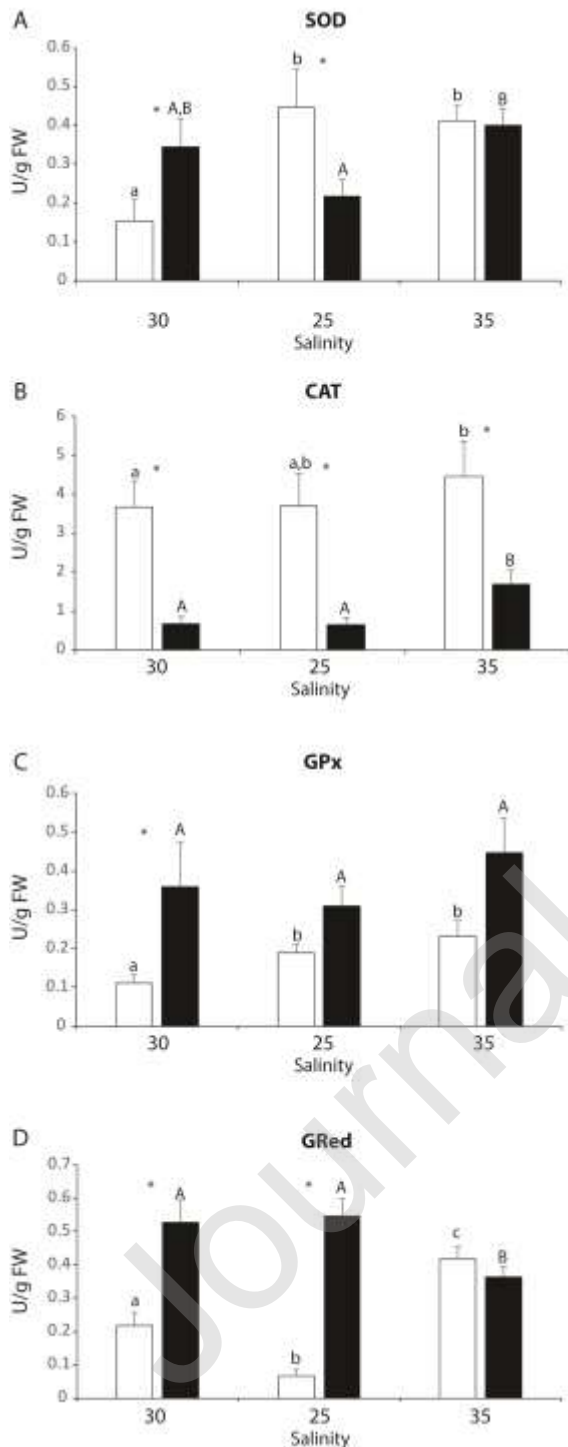 A
SOD
0.6
0.5
0.4
0.3
0.2
0.1
0
U/g FW
a
* A,B
b *
A
b
B
30 25 35
Salinity
B
CAT
6
5
4
3
2
1
0
U/g FW
a *
A
a,b *
A
b *
B
30 25 35
Salinity
C
GPx
0.6
0.5
0.4
0.3
0.2
0.1
0
U/g FW
* A
a
A
b
A
b
30 25 35
Salinity
D
GRed
0.7
0.6
0.5
0.4
0.3
0.2
0.1
0
U/g FW
* A
a
* A
b
c
B
30 25 35
Salinity
Journal